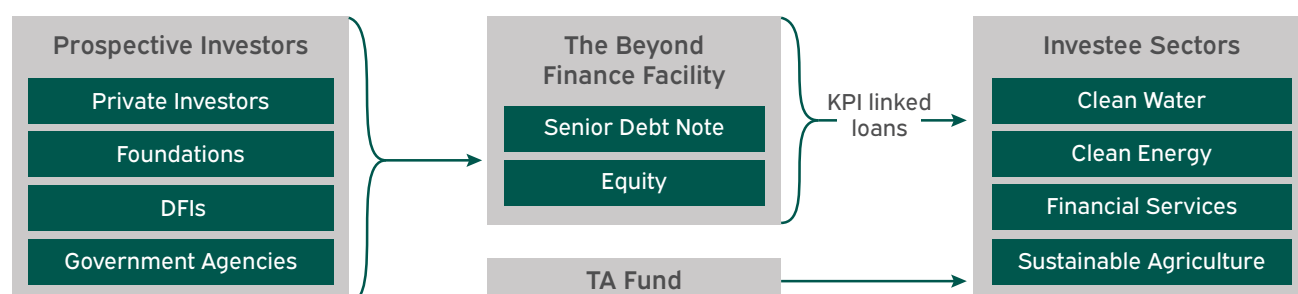 Prospective Investors
Private Investors
Foundations
DFIs
Government Agencies
The Beyond
Finance Facility
Senior Debt Note
Equity
TA Fund
KPI linked
loans
Investee Sectors
Clean Water
Clean Energy
Financial Services
Sustainable Agriculture